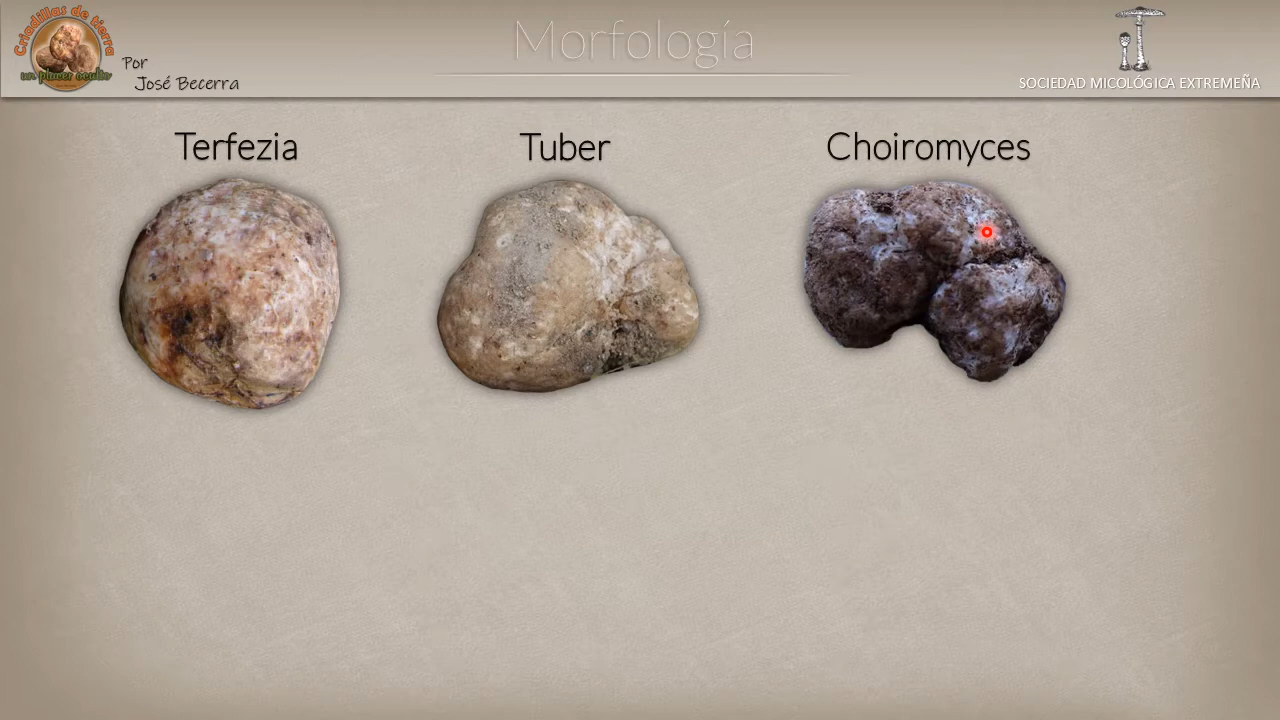 Criadillas de tierra
un placer oculto
Por
José Becerra
Morfología
SOCIEDAD MICOLÓGICA EXTREMEÑA
Terfezia
Tuber
Choiromyces